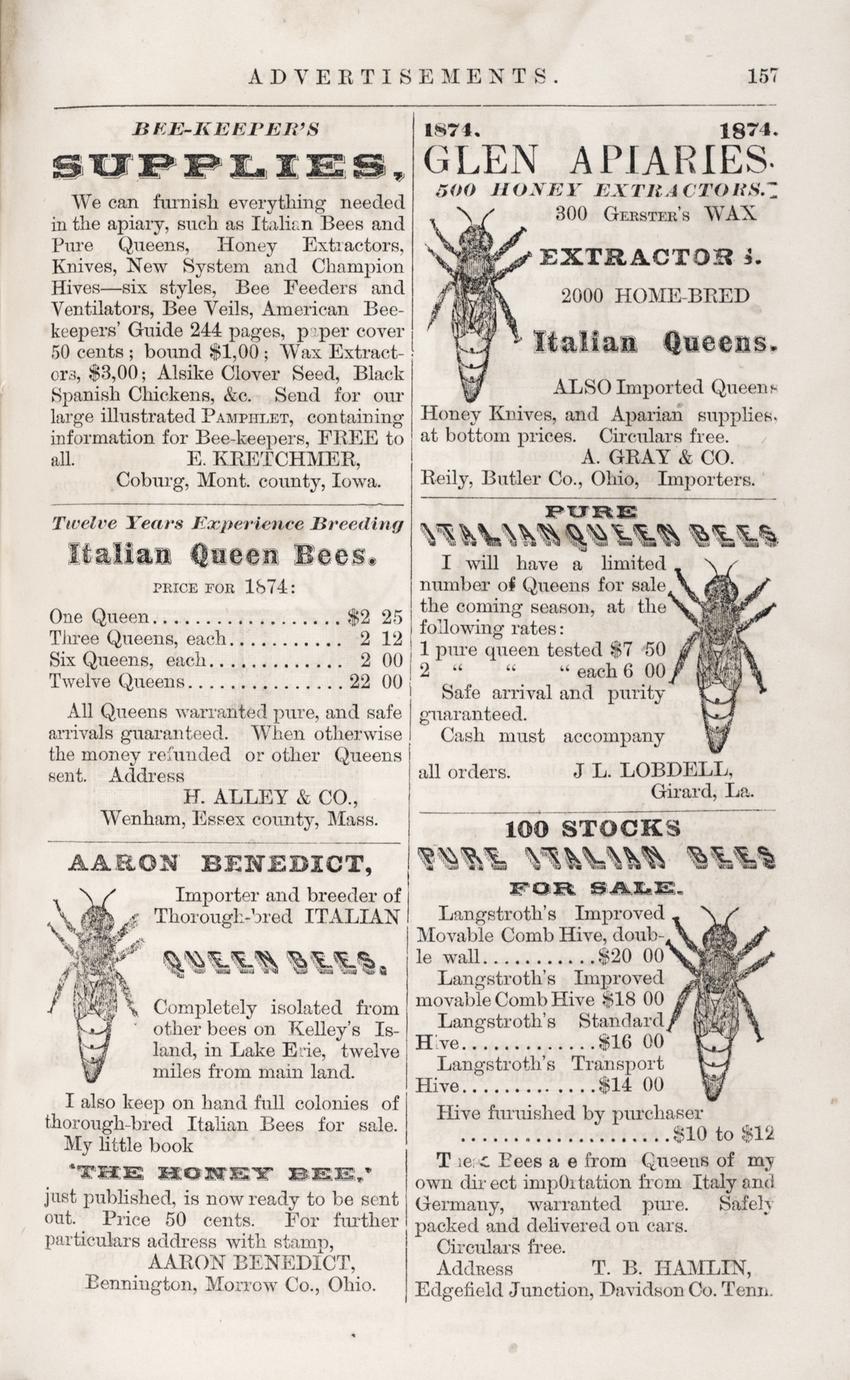 ADVERTISEMENTS.
157
BEE-KEEPER'S
SUPPLIES,
We can furnish everything needed
in the apiary, such as Italian Bees and
Pure Queens, Honey Extractors,
Knives, New System and Champion
Hives—six styles, Bee Feeders and
Ventilators, Bee Veils, American Bee-
keepers' Guide 244 pages, paper cover
50 cents; bound $1,00; Wax Extract-
ors, $3,00; Alsike Clover Seed, Black
Spanish Chickens, &c. Send for our
large illustrated PAMPHLET, containing
information for Bee-keepers, FREE to
all. E. KRETCHMER,
Coburg, Mont. county, Iowa.
Twelve Years Experience Breeding
Italian Queen Bees.
PRICE FOR 1874:
One Queen.................. $2 25
Three Queens, each........... 2 12
Six Queens, each............. 2 00
Twelve Queens...............22 00
All Queens warranted pure, and safe
arrivals guaranteed. When otherwise
the money refunded or other Queens
sent. Address
H. ALLEY & CO.,
Wenham, Essex county, Mass.
AARON BENEDICT,
Importer and breeder of
Thorough-bred ITALIAN
QUEEN BEES.
Completely isolated from
other bees on Kelley's Is-
land, in Lake Erie, twelve
miles from main land.
I also keep on hand full colonies of
thorough-bred Italian Bees for sale.
My little book
'THE HONEY BEE,'
just published, is now ready to be sent
out. Price 50 cents. For further
particulars address with stamp,
AARON BENEDICT,
Bennington, Morrow Co., Ohio.
1874. 1874.
GLEN APIARIES.
500 HONEY EXTRACTORS.
300 GERSTER'S WAX
EXTRACTOR s.
2000 HOME-BRED
Italian Queens.
ALSO Imported Queens
Honey Knives, and Aparian supplies,
at bottom prices. Circulars free.
A. GRAY & CO.
Reily, Butler Co., Ohio, Importers.
PURE
ITALIAN QUEEN BEES
I will have a limited
number of Queens for sale
the coming season, at the
following rates:
1 pure queen tested $7 50
2 “ “ “ each 6 00
Safe arrival and purity
guaranteed.
Cash must accompany
all orders. J L. LOBDELL,
Girard, La.
100 STOCKS
PURE ITALIAN BEES
FOR SALE.
Langstroth's Improved
Movable Comb Hive, doub-
le wall...........$20 00
Langstroth's Improved
movable Comb Hive $18 00
Langstroth's Standard
Hive.............$16 00
Langstroth's Transport
Hive.............$14 00
Hive furnished by purchaser
....................$10 to $12
These Bees a e from Queens of my
own dir ect imp0rtation from Italy and
Germany, warranted pure. Safely
packed and delivered on cars.
Circulars free.
Address T. B. HAMLIN,
Edgefield Junction, Davidson Co. Tenn.